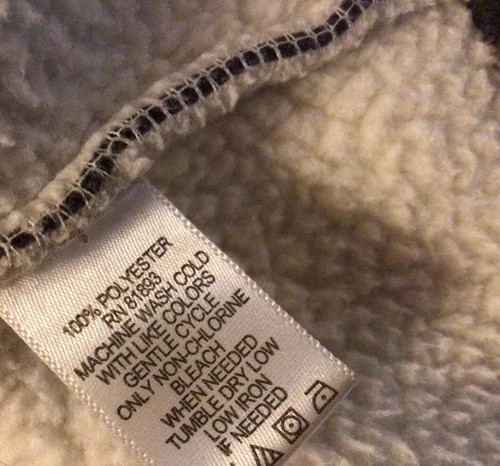 100% POLYESTER
RN 81893
MACHINE WASH COLD
WITH LIKE COLORS
GENTLE CYCLE
ONLY NON-CHLORINE
BLEACH
WHEN NEEDED
TUMBLE DRY LOW
LOW IRON
IF NEEDED